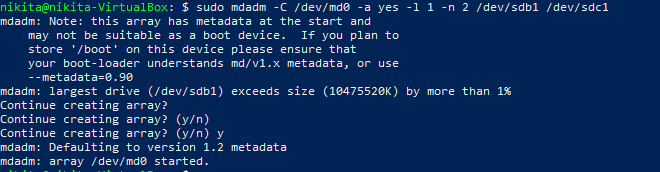 nikita@nikita-VirtualBox:~$ sudo mdadm -C /dev/md0 -a yes -l 1 -n 2 /dev/sdb1 /dev/sdc1
mdadm: Note: this array has metadata at the start and
    may not be suitable as a boot device.  If you plan to
    store '/boot' on this device please ensure that
    your boot-loader understands md/v1.x metadata, or use
    --metadata=0.90
mdadm: largest drive (/dev/sdb1) exceeds size (10475520K) by more than 1%
Continue creating array?
Continue creating array? (y/n)
Continue creating array? (y/n) y
mdadm: Defaulting to version 1.2 metadata
mdadm: array /dev/md0 started.